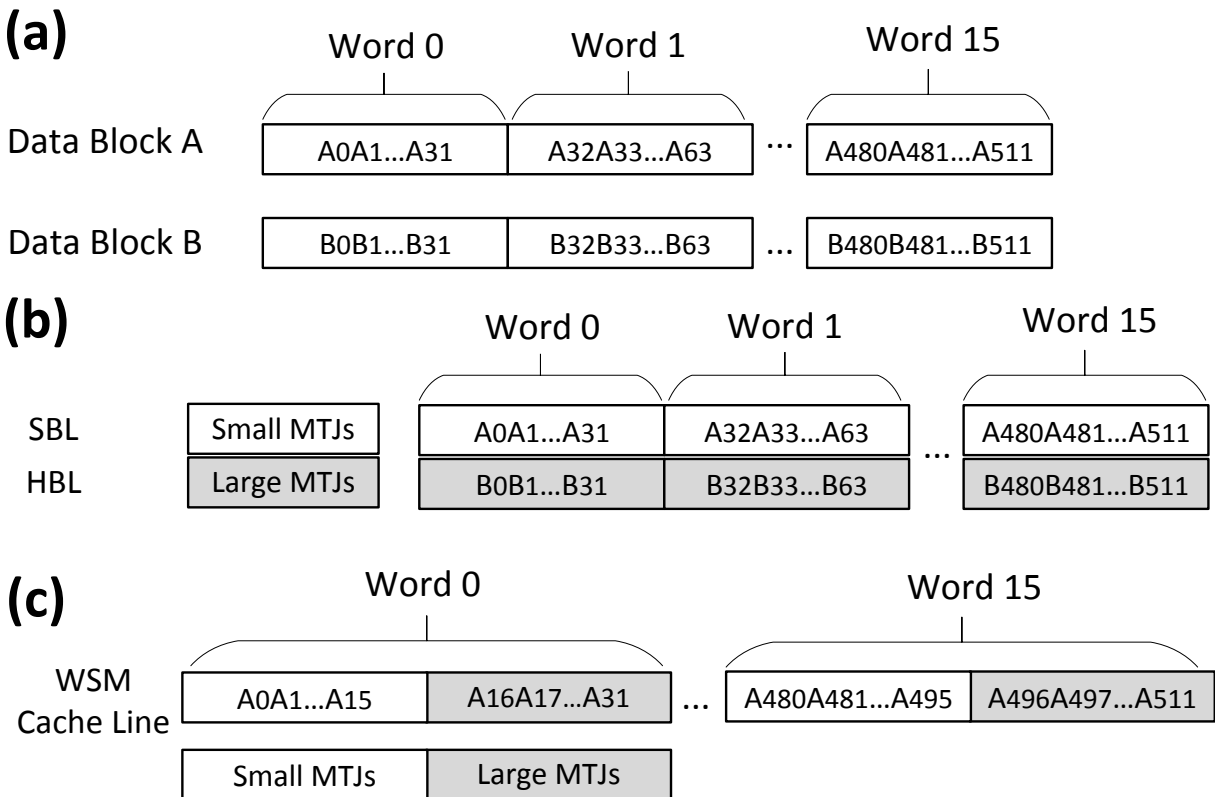 (a)
Word 0 Word 1 Word 15
Data Block A A0A1...A31 A32A33...A63 ... A480A481...A511
Data Block B B0B1...B31 B32B33...B63 ... B480B481...B511
(b)
Word 0 Word 1 Word 15
SBL Small MTJs A0A1...A31 A32A33...A63 ... A480A481...A511
HBL Large MTJs B0B1...B31 B32B33...B63 B480B481...B511
(c)
Word 0 Word 15
WSM
Cache Line
A0A1...A15 A16A17...A31 ... A480A481...A495 A496A497...A511
Small MTJs Large MTJs